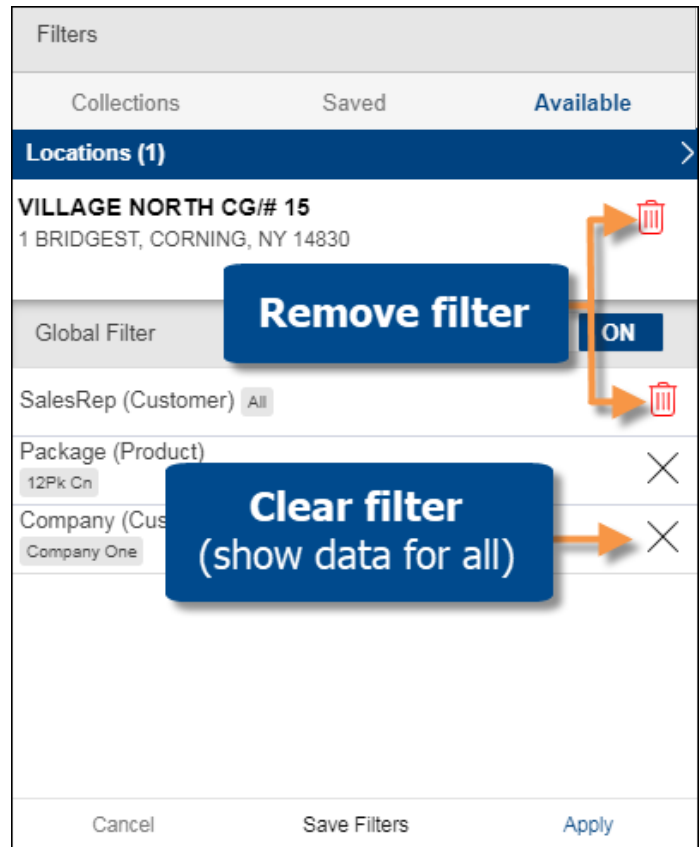 Filters
Collections Saved Available
Locations (1)
VILLAGE NORTH CG/# 15
1 BRIDGEST, CORNING, NY 14830
Remove filter
Global Filter ON
SalesRep (Customer) All
Package (Product)
12Pk Cn
Clear filter
Company (Cus
(show data for all)
Company One
Cancel Save Filters Apply